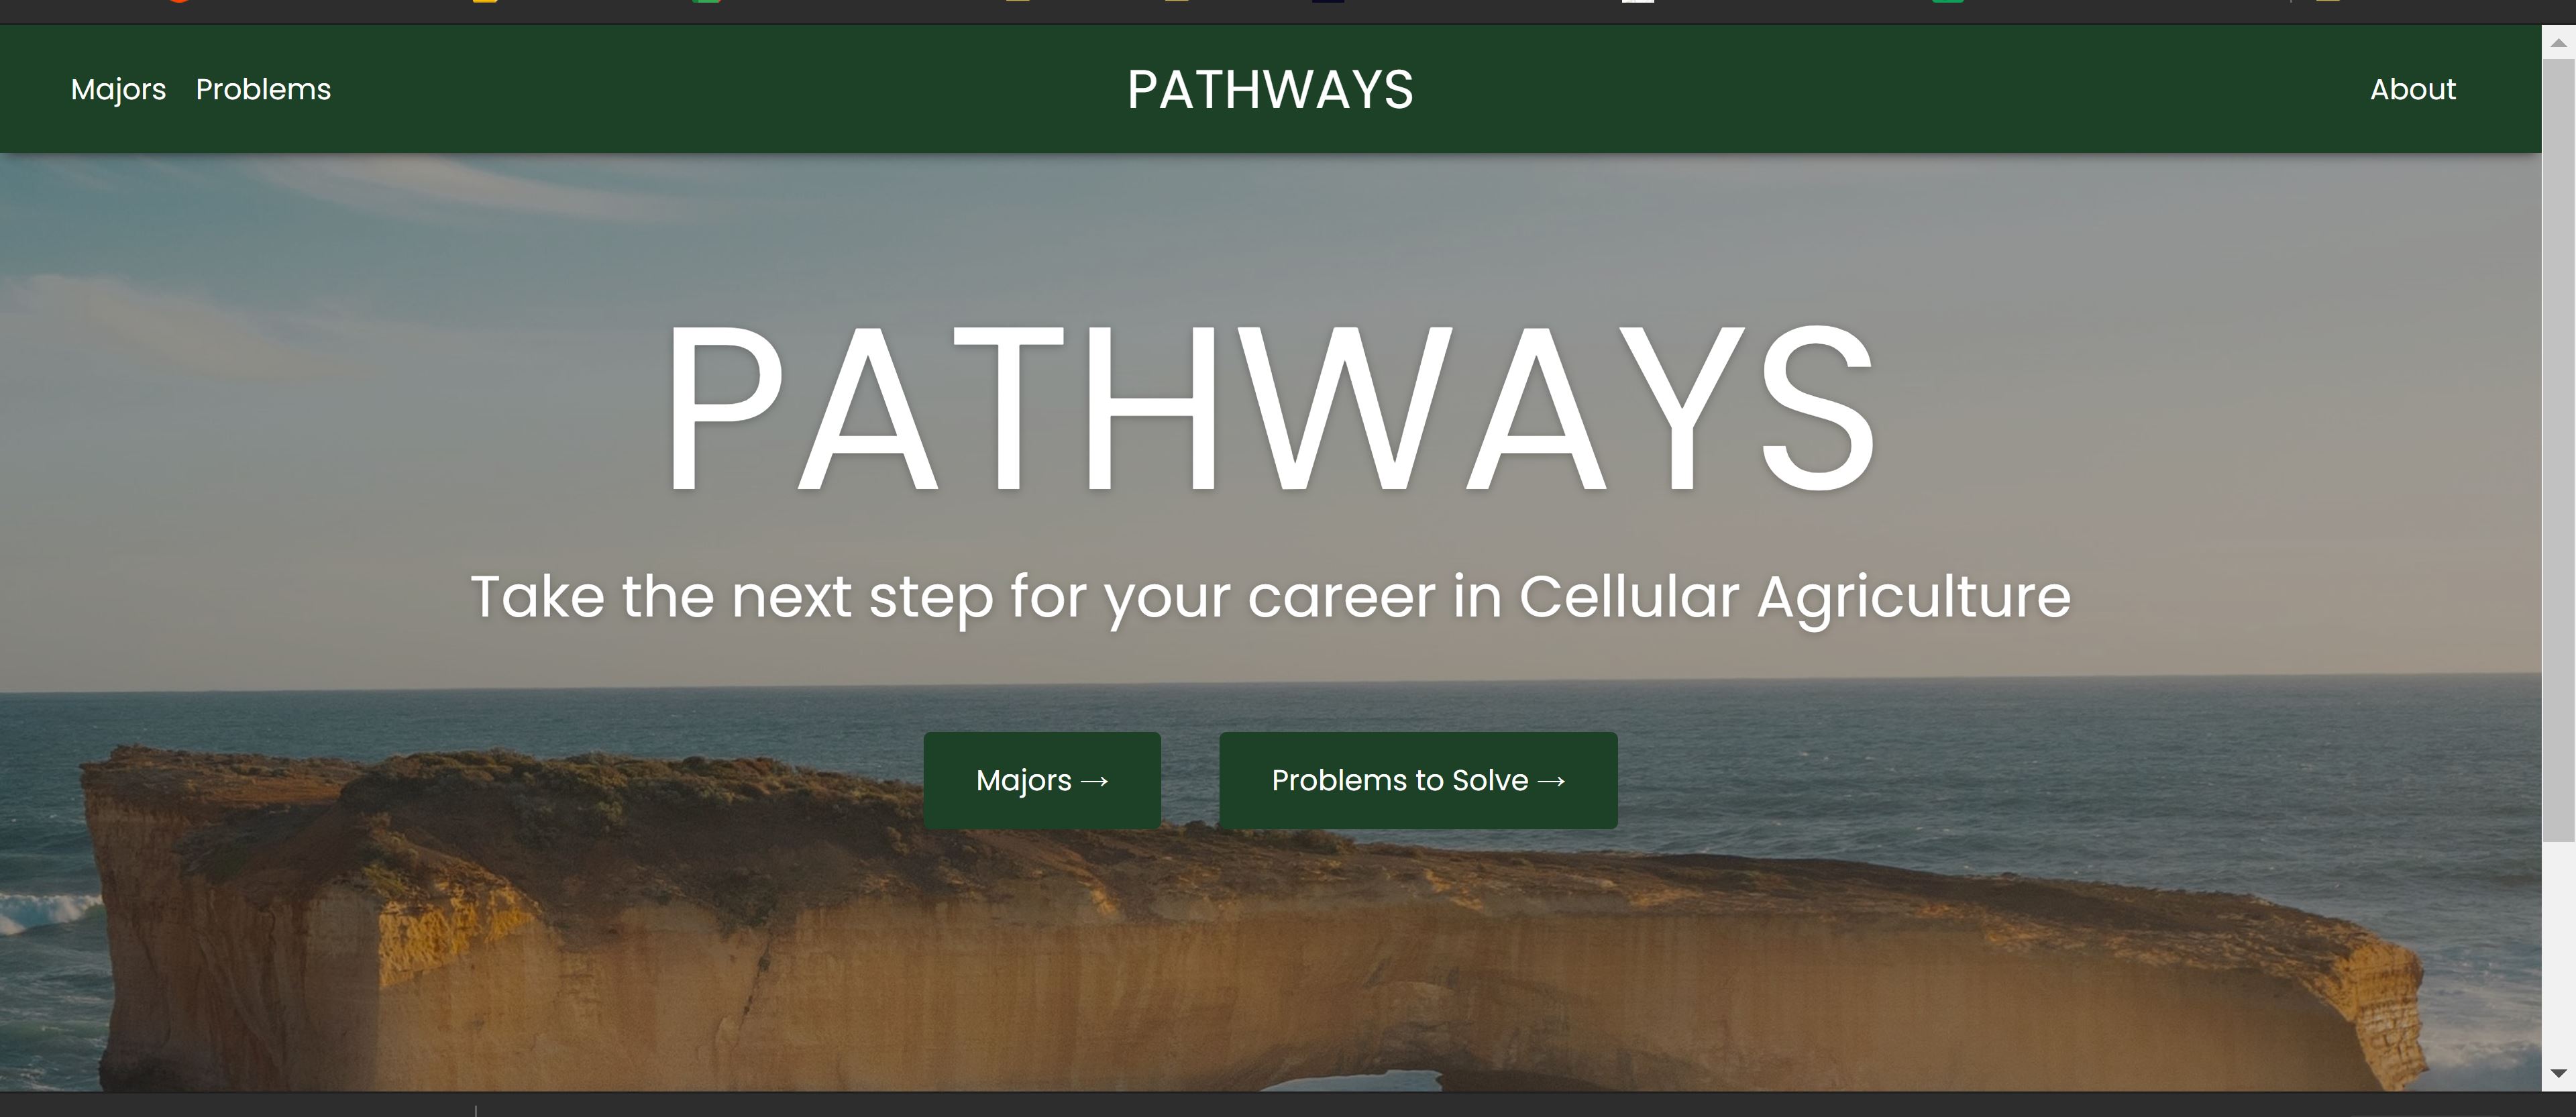 Majors Problems PATHWAYS About
PATHWAYS
Take the next step for your career in Cellular Agriculture
Majors → Problems to Solve →